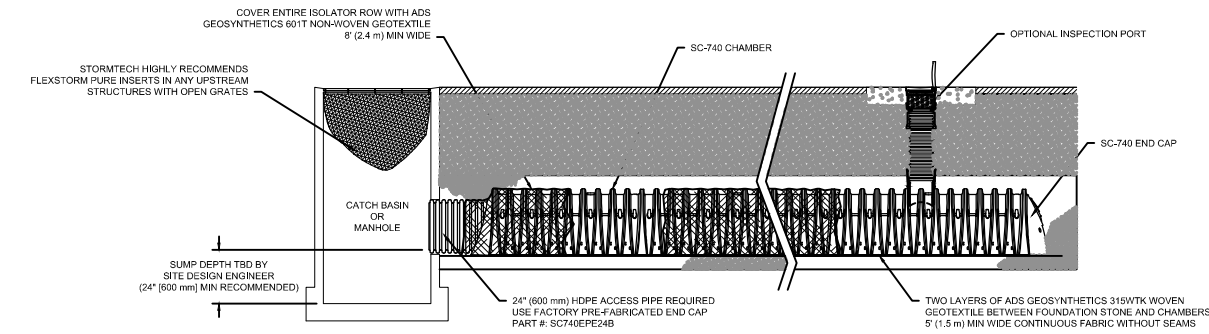 COVER ENTIRE ISOLATOR ROW WITH ADS
GEOSYNTHETICS 601T NON-WOVEN GEOTEXTILE
8' (2.4 m) MIN WIDE
SC-740 CHAMBER
OPTIONAL INSPECTION PORT
STORMTECH HIGHLY RECOMMENDS
FLEXSTORM PURE INSERTS IN ANY UPSTREAM
STRUCTURES WITH OPEN GRATES
SC-740 END CAP
CATCH BASIN
OR
MANHOLE
SUMP DEPTH TBD BY
SITE DESIGN ENGINEER
(24" [600 mm] MIN RECOMMENDED)
24" (600 mm) HDPE ACCESS PIPE REQUIRED
USE FACTORY PRE-FABRICATED END CAP
PART #: SC740EPE24B
TWO LAYERS OF ADS GEOSYNTHETICS 315WTK WOVEN
GEOTEXTILE BETWEEN FOUNDATION STONE AND CHAMBERS
5' (1.5 m) MIN WIDE CONTINUOUS FABRIC WITHOUT SEAMS